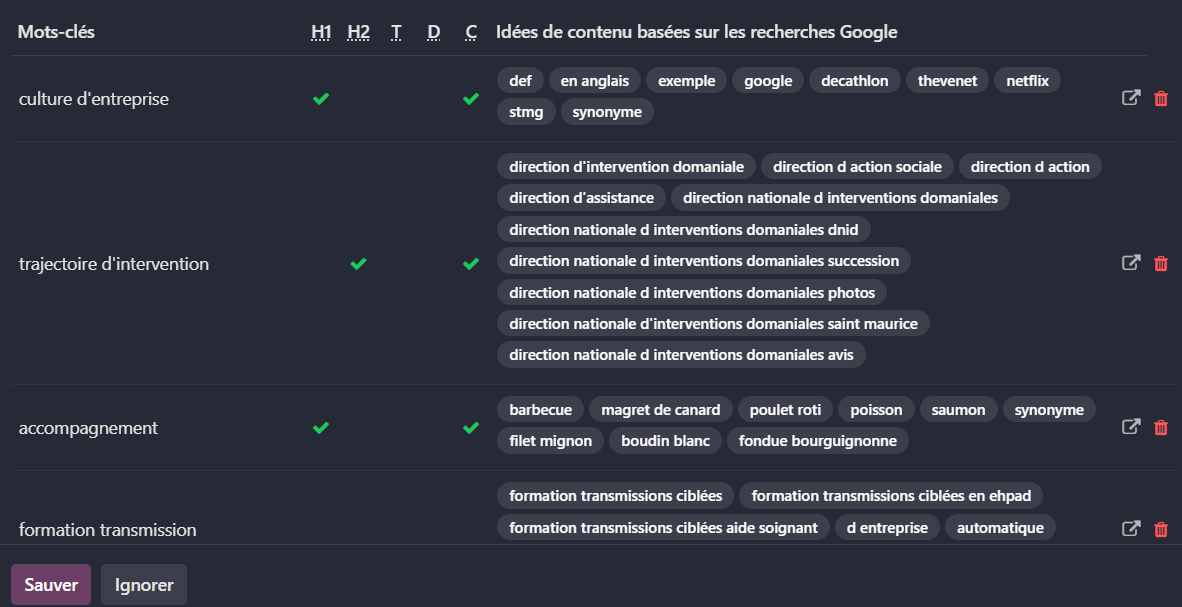 Mots-clés H1 H2 T D C Idées de contenu basées sur les recherches Google
culture d'entreprise
def en anglais exemple google decathlon thevenet netflix
stmg synonyme
trajectoire d'intervention
direction d'intervention domaniale direction d action sociale direction d action
direction d'assistance direction nationale d interventions domaniales
direction nationale d interventions domaniales dnid
direction nationale d interventions domaniales succession
direction nationale d interventions domaniales photos
direction nationale d'interventions domaniales saint maurice
direction nationale d interventions domaniales avis
accompagnement
barbecue magret de canard poulet roti poisson saumon synonyme
filet mignon boudin blanc fondue bourguignonne
formation transmission
formation transmissions ciblées formation transmissions ciblées en ehpad
formation transmissions ciblées aide soignant d entreprise automatique
Sauver Ignorer